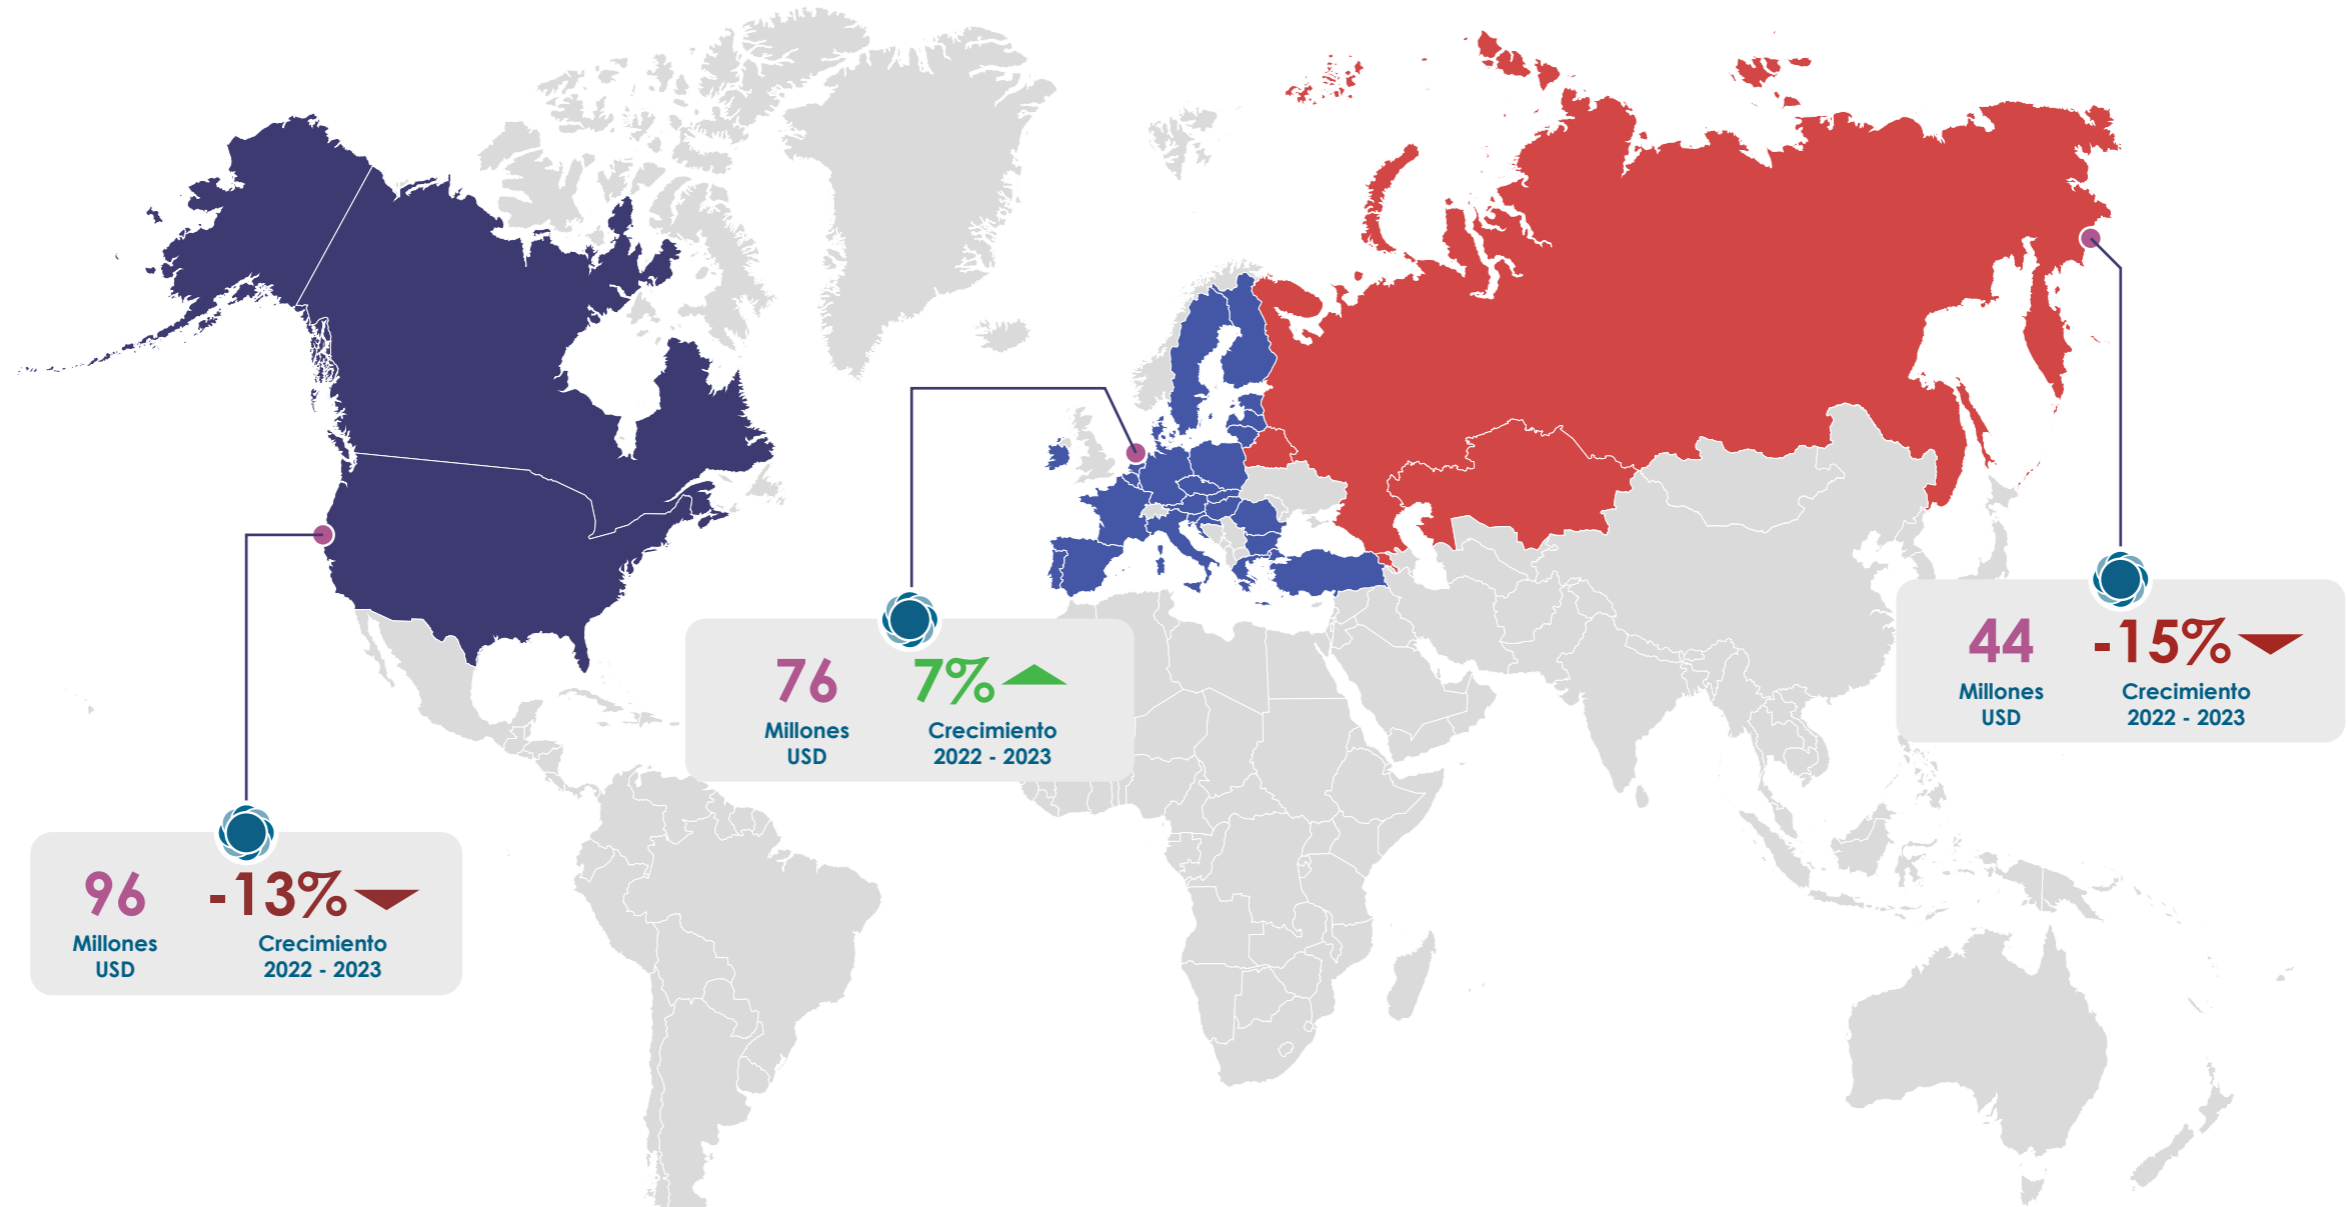 76 7%
Millones Crecimiento
USD 2022 - 2023
44 -15%
Millones Crecimiento
USD 2022 - 2023
96 -13%
Millones Crecimiento
USD 2022 - 2023